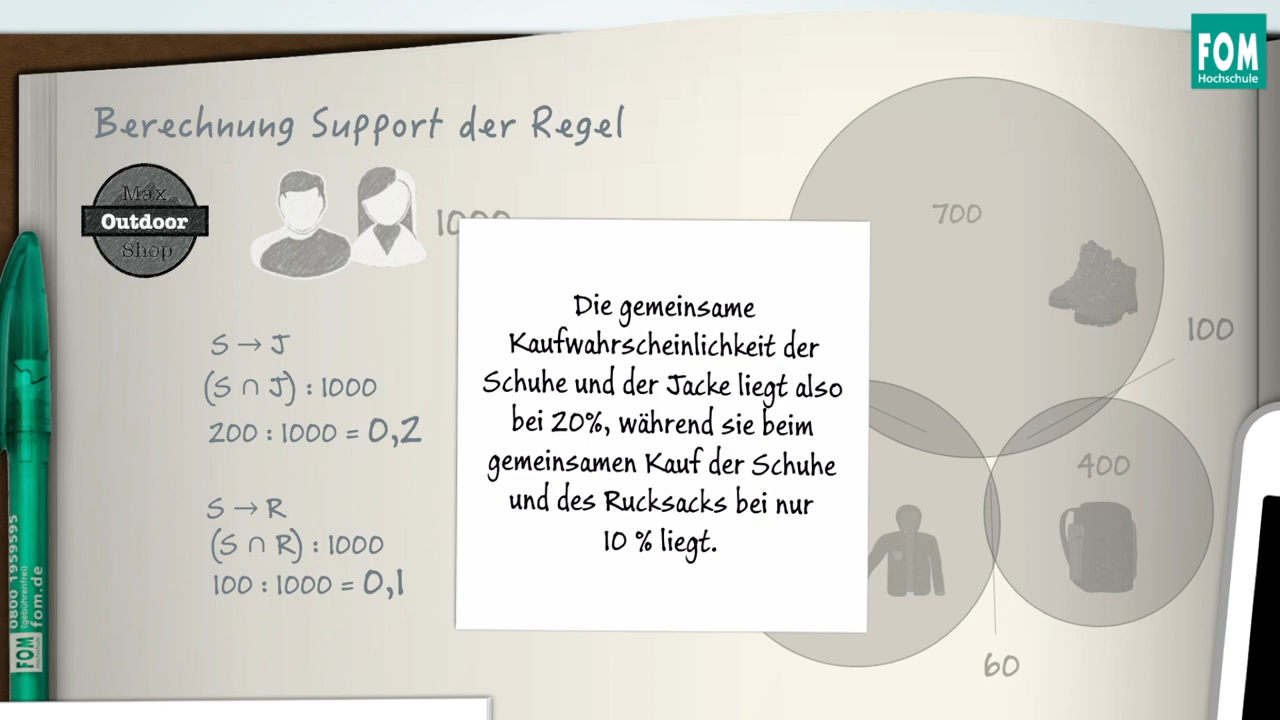 FOM
Hochschule
Berechnung Support der Regel
Max
Outdoor
Shop
1000
700
100
S → J
(S ∩ J) : 1000
200 : 1000 = 0,2
S → R
(S ∩ R) : 1000
100 : 1000 = 0,1
Die gemeinsame
Kaufwahrscheinlichkeit der
Schuhe und der Jacke liegt also
bei 20%, während sie beim
gemeinsamen Kauf der Schuhe
und des Rucksacks bei nur
10 % liegt.
400
60
0800 1959595
(gebührenfrei)
fom.de
FOM
Hochschule